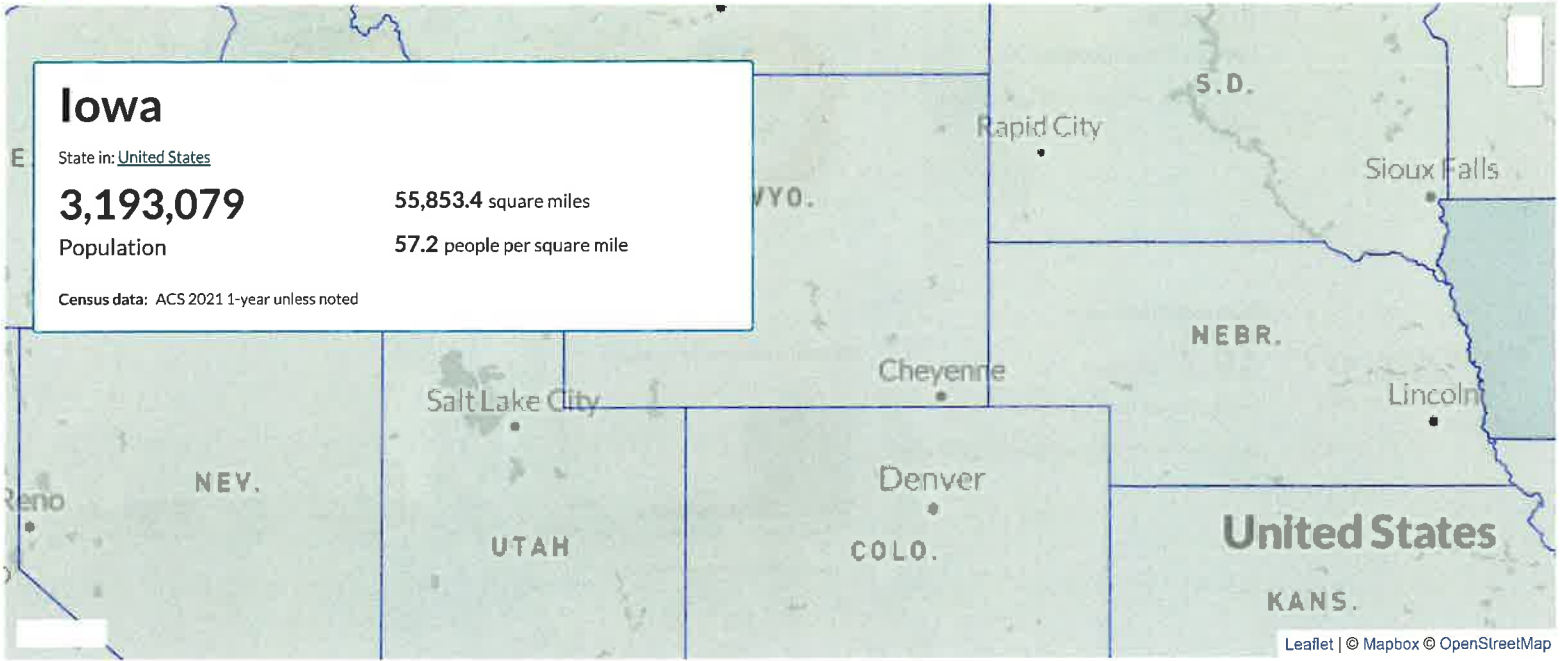 Iowa
State in: United States
3,193,079
Population
55,853.4 square miles
57.2 people per square mile
Census data: ACS 2021 1-year unless noted
E.
S.D.
Rapid City
Sioux Falls
WYO.
NEBR.
Cheyenne
Salt Lake City
Lincoln
NEV.
Denver
Reno
United States
UTAH
COLO.
KANS.
Leaflet | © Mapbox © OpenStreetMap